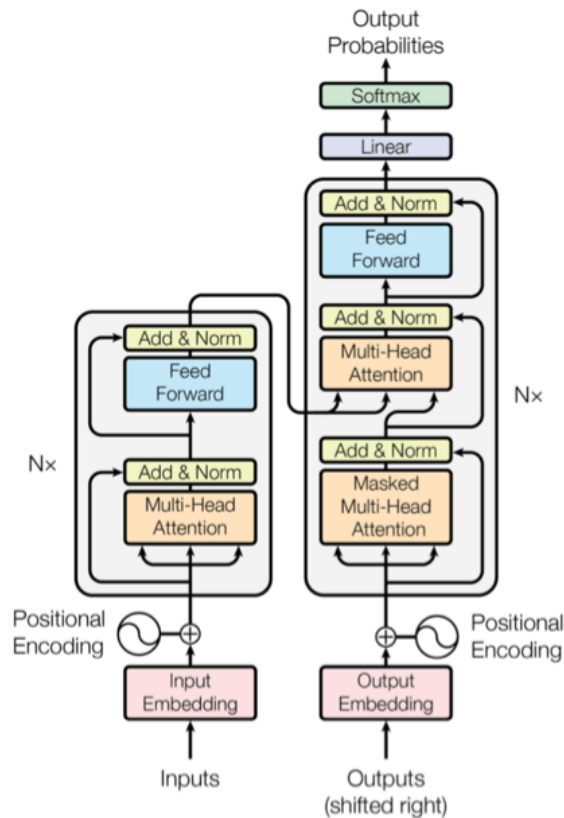 Output
Probabilities
Softmax
Linear
Add & Norm
Feed
Forward
Add & Norm
Multi-Head
Attention
Add & Norm
Masked
Multi-Head
Attention
Nx
Add & Norm
Feed
Forward
Add & Norm
Multi-Head
Attention
Nx
Positional
Encoding
Positional
Encoding
Input
Embedding
Output
Embedding
Inputs
Outputs
(shifted right)